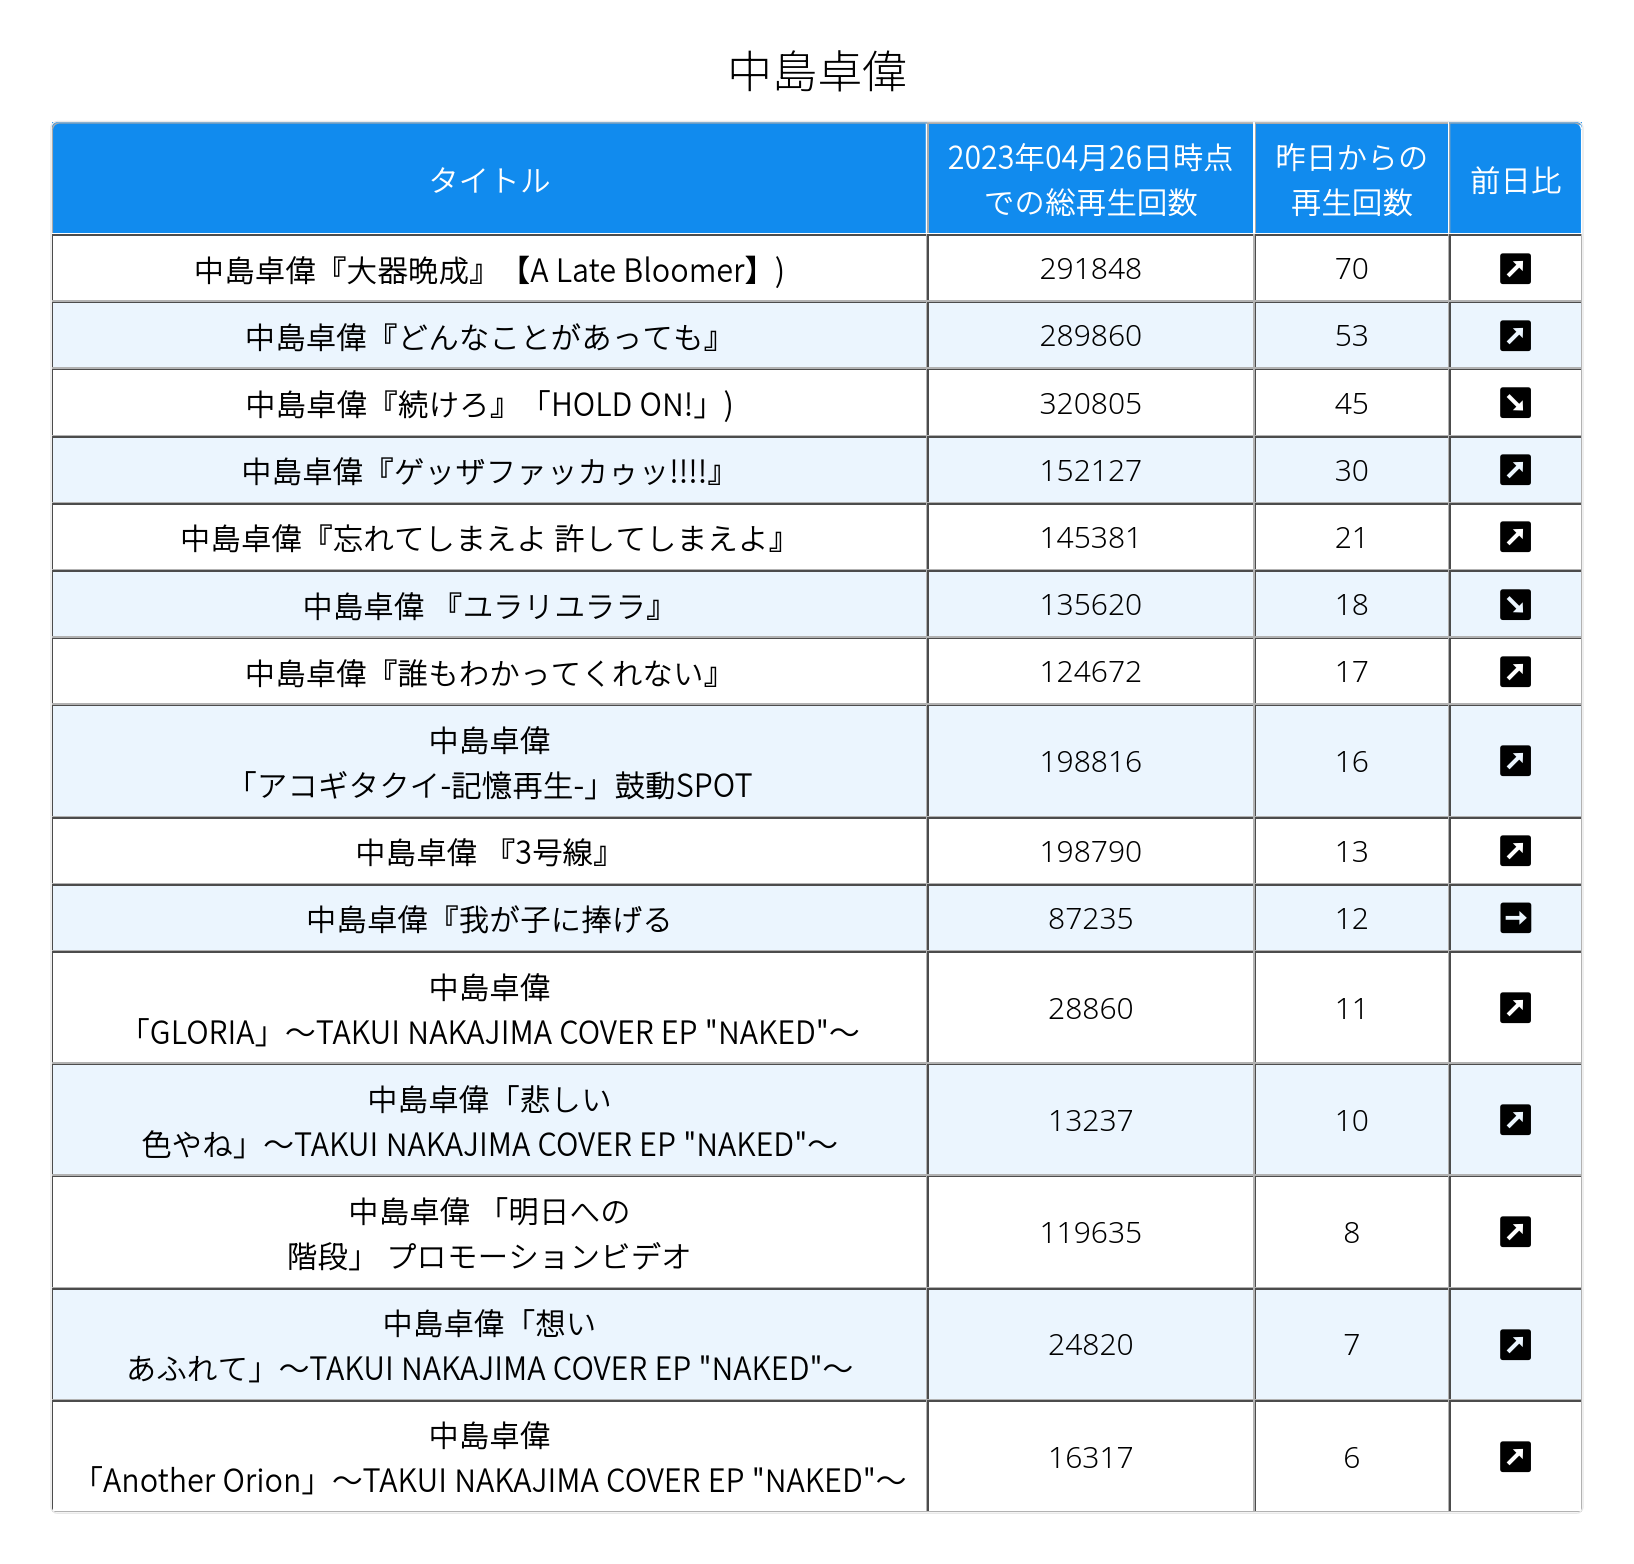 中島卓偉
タイトル
2023年04月26日時点
での総再生回数
昨日からの
再生回数
前日比
中島卓偉『大器晩成』【A Late Bloomer】)
291848
70
中島卓偉『どんなことがあっても』
289860
53
中島卓偉『続けろ』「HOLD ON!」)
320805
45
中島卓偉『ゲッザファッカゥッ!!!!』
152127
30
中島卓偉『忘れてしまえよ 許してしまえよ』
145381
21
中島卓偉 『ユラリユララ』
135620
18
中島卓偉『誰もわかってくれない』
124672
17
中島卓偉
「アコギタクイ-記憶再生-」鼓動SPOT
198816
16
中島卓偉 『3号線』
198790
13
中島卓偉『我が子に捧げる
87235
12
中島卓偉
「GLORIA」～TAKUI NAKAJIMA COVER EP "NAKED"～
28860
11
中島卓偉「悲しい
色やね」～TAKUI NAKAJIMA COVER EP "NAKED"～
13237
10
中島卓偉 「明日への
階段」 プロモーションビデオ
119635
8
中島卓偉「想い
あふれて」～TAKUI NAKAJIMA COVER EP "NAKED"～
24820
7
中島卓偉
「Another Orion」～TAKUI NAKAJIMA COVER EP "NAKED"～
16317
6